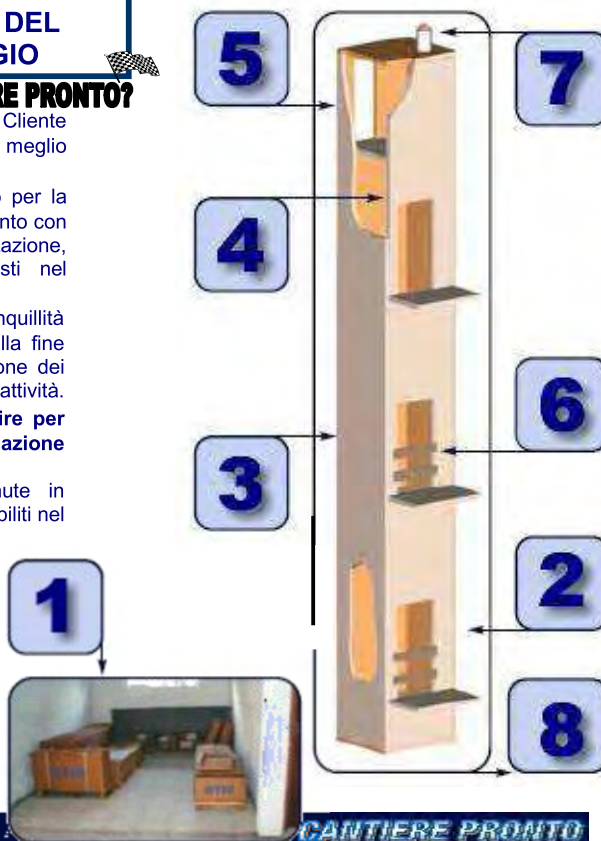 DEL
GIO
RE PRONTO?
Cliente
meglio
per la
nto con
azione,
sti nel
nquillità
lla fine
one dei
attività.
ire per
azione
ute in
biliti nel
5
7
4
6
3
1
2
8
CANTIERE PRONTO